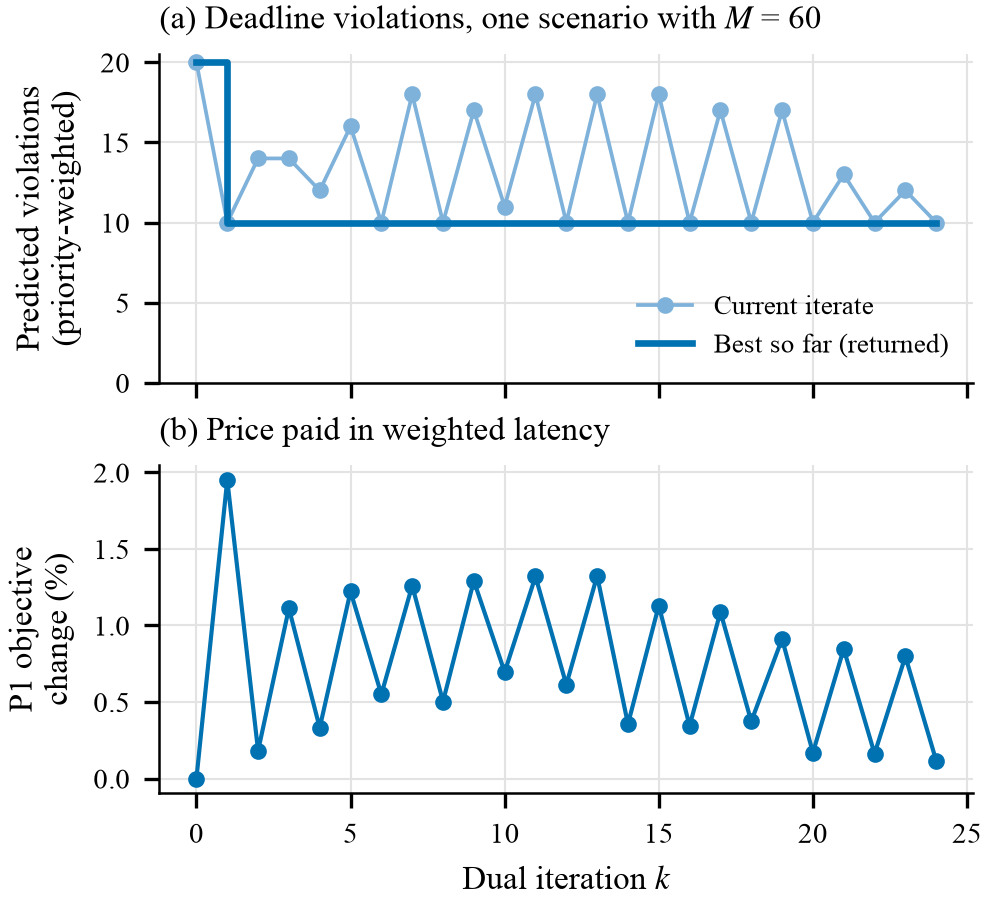 (a) Deadline violations, one scenario with M = 60
Predicted violations
(priority-weighted)
20
15
10
5
0
Current iterate
Best so far (returned)
(b) Price paid in weighted latency
P1 objective
change (%)
2.0
1.5
1.0
0.5
0.0
0 5 10 15 20 25
Dual iteration k